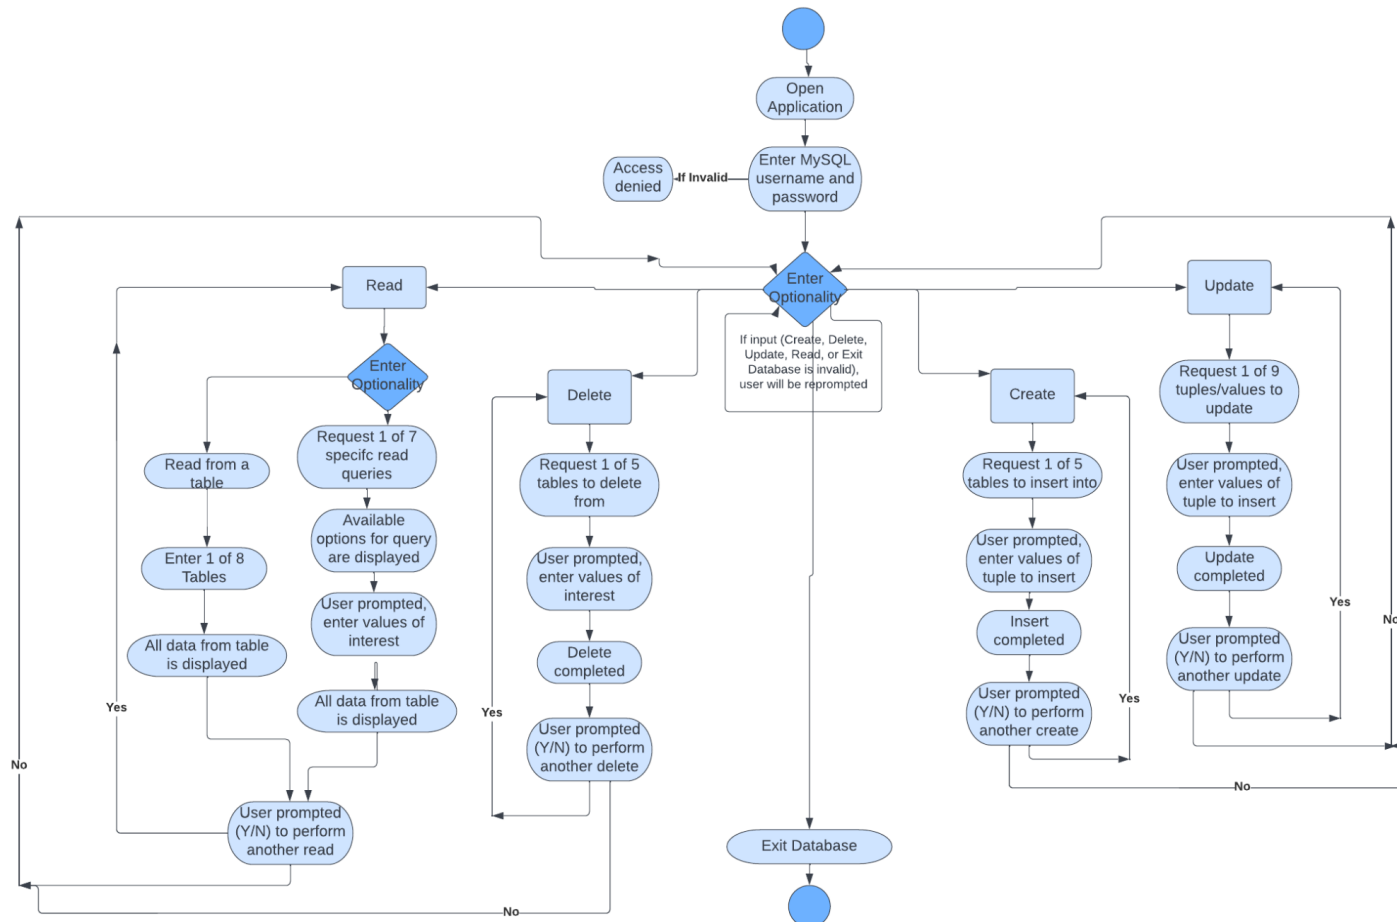 Open
Application
Enter MySQL
username and
password
If Invalid
Access
denied
Enter
Optionality
If input (Create, Delete,
Update, Read, or Exit
Database is invalid),
user will be reprompted
Read
Enter
Optionality
Read from a
table
Enter 1 of 8
Tables
All data from table
is displayed
Request 1 of 7
specifc read
queries
Available
options for query
are displayed
User prompted,
enter values of
interest
All data from table
is displayed
User prompted
(Y/N) to perform
another read
Yes
No
Delete
Request 1 of 5
tables to delete
from
User prompted,
enter values of
interest
Delete
completed
User prompted
(Y/N) to perform
another delete
Yes
No
Create
Request 1 of 5
tables to insert into
User prompted,
enter values of
tuple to insert
Insert
completed
User prompted
(Y/N) to perform
another create
Yes
No
Update
Request 1 of 9
tuples/values to
update
User prompted,
enter values of
tuple to insert
Update
completed
User prompted
(Y/N) to perform
another update
Yes
No
Exit Database